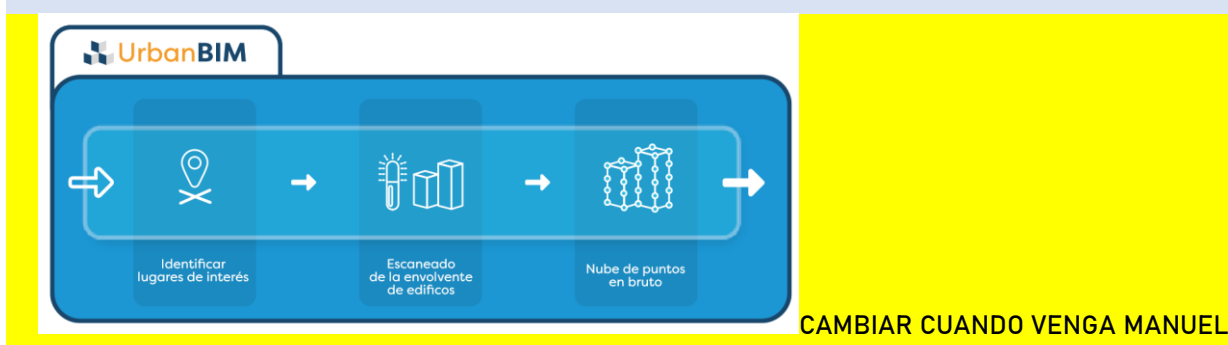 UrbanBIM
Identificar
lugares de interés
Escaneado
de la envolvente
de edificos
Nube de puntos
en bruto
CAMBIAR CUANDO VENGA MANUEL